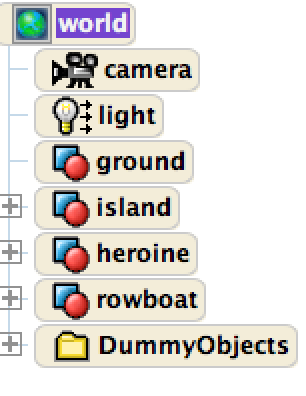 world
camera
light
ground
island
heroine
rowboat
DummyObjects